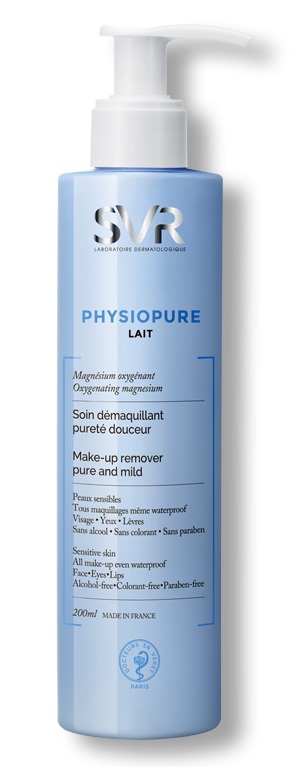 SVR
LABORATOIRE DERMATOLOGIQUE
PHYSIOPURE
LAIT
Magnésium oxygénant
Oxygenating magnesium
Soin démaquillant
pureté douceur
Make-up remover
pure and mild
Peaux sensibles
Tous maquillages même waterproof
Visage • Yeux • Lèvres
Sans alcool • Sans colorant • Sans paraben
Sensitive skin
All make-up even waterproof
Face•Eyes•Lips
Alcohol-free•Colorant-free•Paraben-free
200ml MADE IN FRANCE
PARIS